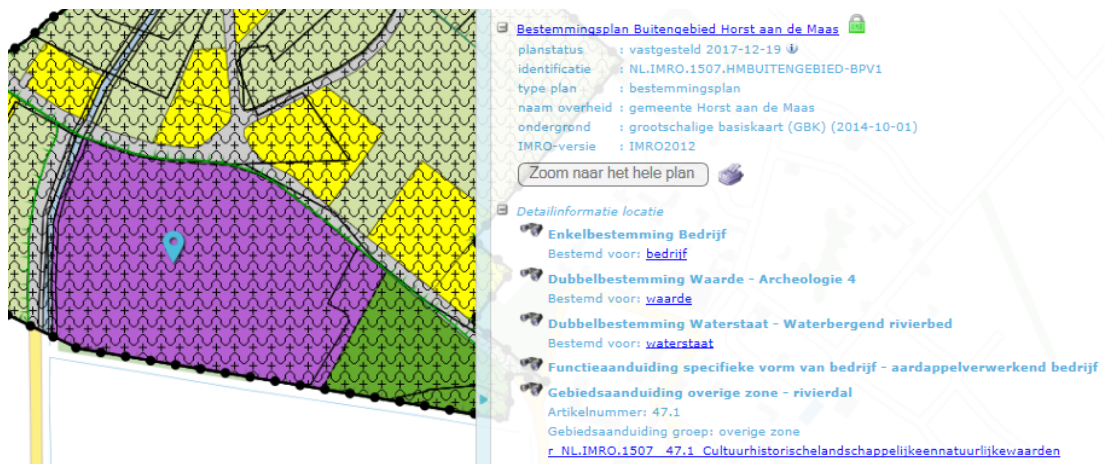 Bestemmingsplan Buitengebied Horst aan de Maas
planstatus : vastgesteld 2017-12-19
identificatie : NL.IMRO.1507.HMBUITENGEBIED-BPV1
type plan : bestemmingsplan
naam overheid : gemeente Horst aan de Maas
ondergrond : grootschalige basiskaart (GBK) (2014-10-01)
IMRO-versie : IMRO2012
Zoom naar het hele plan
Detailinformatie locatie
Enkelbestemming Bedrijf
Bestemd voor: bedrijf
Dubbelbestemming Waarde - Archeologie 4
Bestemd voor: waarde
Dubbelbestemming Waterstaat - Waterbergend rivierbed
Bestemd voor: waterstaat
Functieaanduiding specifieke vorm van bedrijf - aardappelverwerkend bedrijf
Gebiedsaanduiding overige zone - rivierdal
Artikelnummer: 47.1
Gebiedsaanduiding groep: overige zone
r_NL.IMRO.1507__47.1_Cultuurhistorischelandschappelijkeennatuurlijkewaarden